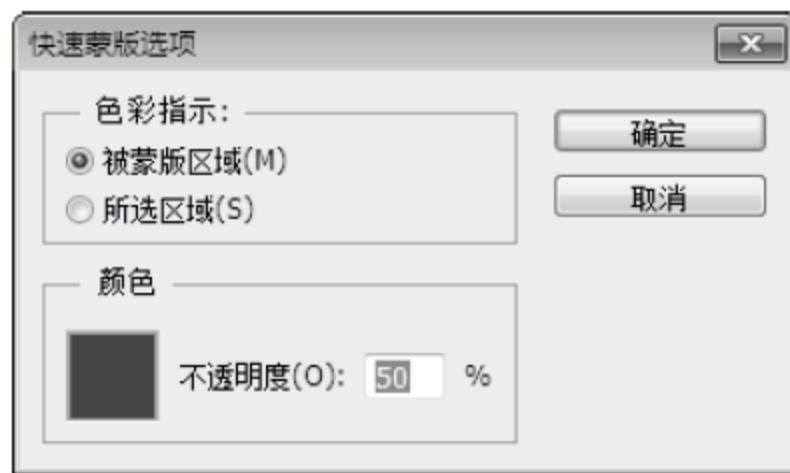 快速蒙版选项
色彩指示:
被蒙版区域(M)
所选区域(S)
确定
取消
颜色
不透明度(O): 50 %